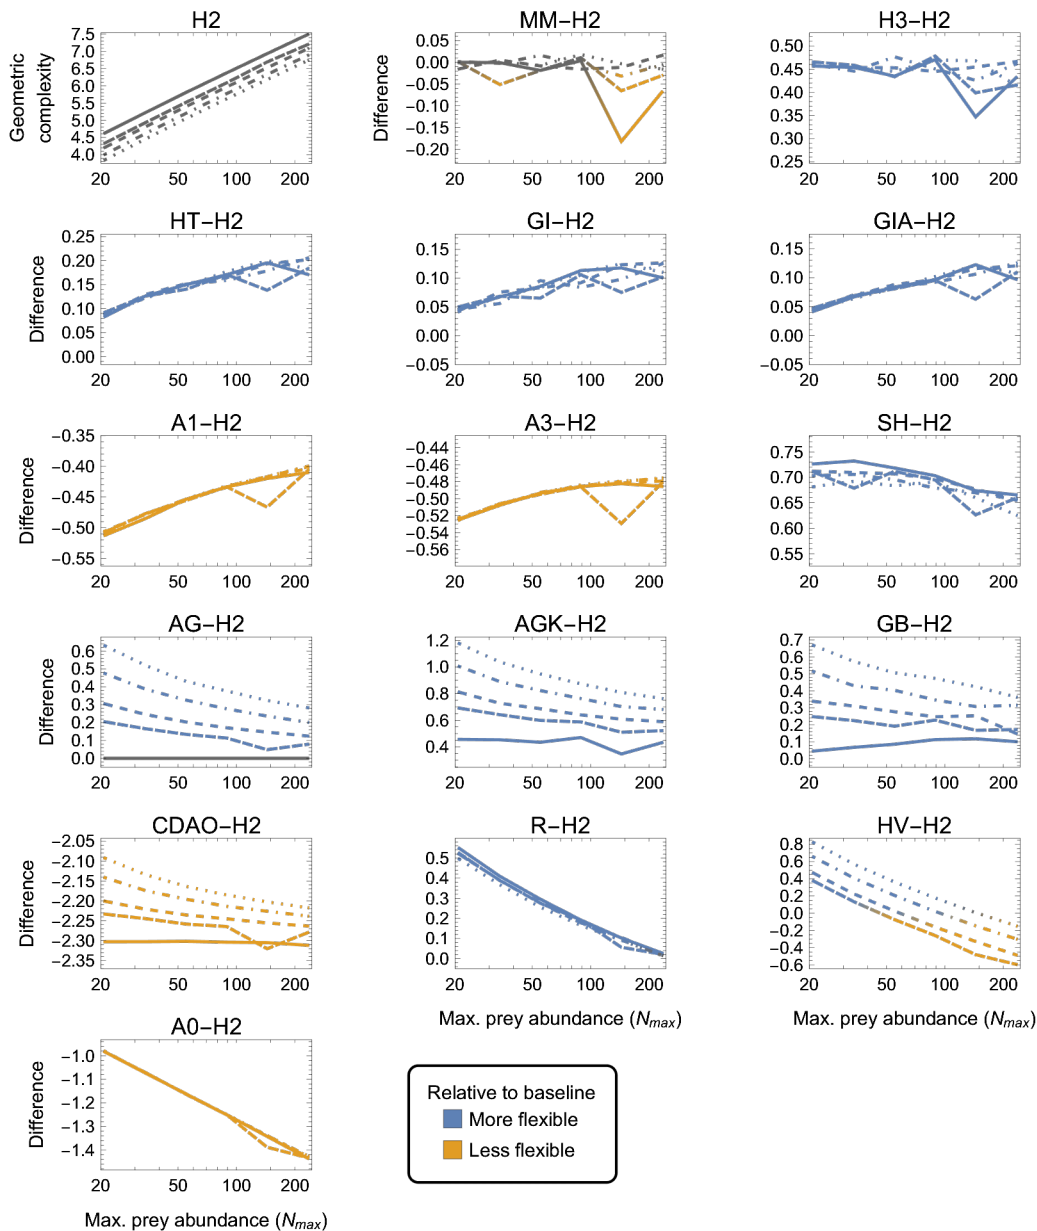 H2
MM−H2
H3−H2
Geometric
complexity
7.5
7.0
6.5
6.0
5.5
5.0
4.5
4.0
20 50 100 200
Difference
0.05
0.00
−0.05
−0.10
−0.15
−0.20
20 50 100 200
0.50
0.45
0.40
0.35
0.30
0.25
20 50 100 200
HT−H2
GI−H2
GIA−H2
Difference
0.25
0.20
0.15
0.10
0.05
0.00
20 50 100 200
0.15
0.10
0.05
0.00
−0.05
20 50 100 200
0.15
0.10
0.05
0.00
−0.05
20 50 100 200
A1−H2
A3−H2
SH−H2
Difference
−0.35
−0.40
−0.45
−0.50
−0.55
20 50 100 200
−0.44
−0.46
−0.48
−0.50
−0.52
−0.54
−0.56
20 50 100 200
0.75
0.70
0.65
0.60
0.55
20 50 100 200
AG−H2
AGK−H2
GB−H2
Difference
0.6
0.5
0.4
0.3
0.2
0.1
0.0
20 50 100 200
1.2
1.0
0.8
0.6
0.4
20 50 100 200
0.7
0.6
0.5
0.4
0.3
0.2
0.1
0.0
20 50 100 200
CDAO−H2
R−H2
HV−H2
Difference
−2.05
−2.10
−2.15
−2.20
−2.25
−2.30
−2.35
20 50 100 200
0.5
0.4
0.3
0.2
0.1
0.0
20 50 100 200
Max. prey abundance (Nmax)
0.8
0.6
0.4
0.2
0.0
−0.2
−0.4
−0.6
20 50 100 200
Max. prey abundance (Nmax)
A0−H2
Difference
−1.0
−1.1
−1.2
−1.3
−1.4
20 50 100 200
Max. prey abundance (Nmax)
Relative to baseline
More flexible
Less flexible